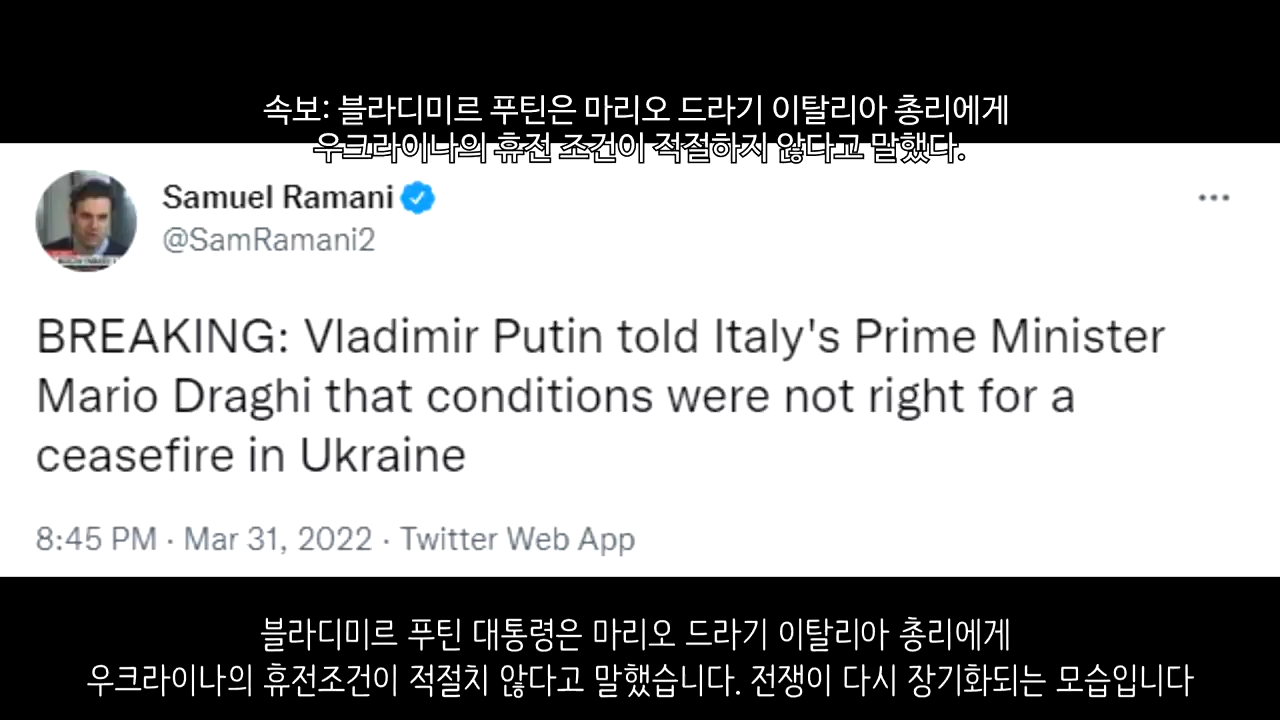 속보: 블라디미르 푸틴은 마리오 드라기 이탈리아 총리에게
우크라이나의 휴전 조건이 적절하지 않다고 말했다.
Samuel Ramani
@SamRamani2
BREAKING: Vladimir Putin told Italy's Prime Minister
Mario Draghi that conditions were not right for a
ceasefire in Ukraine
8:45 PM · Mar 31, 2022 · Twitter Web App
블라디미르 푸틴 대통령은 마리오 드라기 이탈리아 총리에게
우크라이나의 휴전조건이 적절치 않다고 말했습니다. 전쟁이 다시 장기화되는 모습입니다